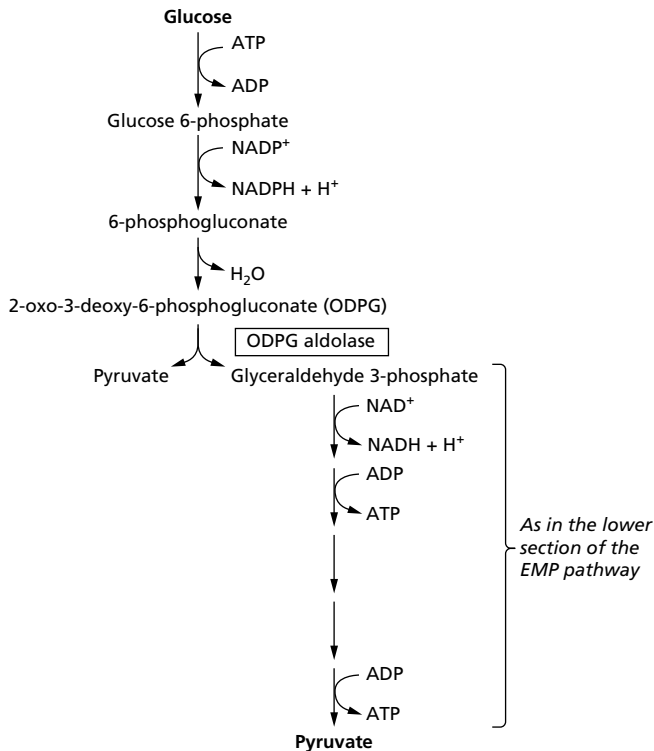 Glucose
ATP
ADP
Glucose 6-phosphate
NADP⁺
NADPH + H⁺
6-phosphogluconate
H₂O
2-oxo-3-deoxy-6-phosphogluconate (ODPG)
ODPG aldolase
Pyruvate
Glyceraldehyde 3-phosphate
NAD⁺
NADH + H⁺
ADP
ATP
As in the lower
section of the
EMP pathway
ADP
ATP
Pyruvate